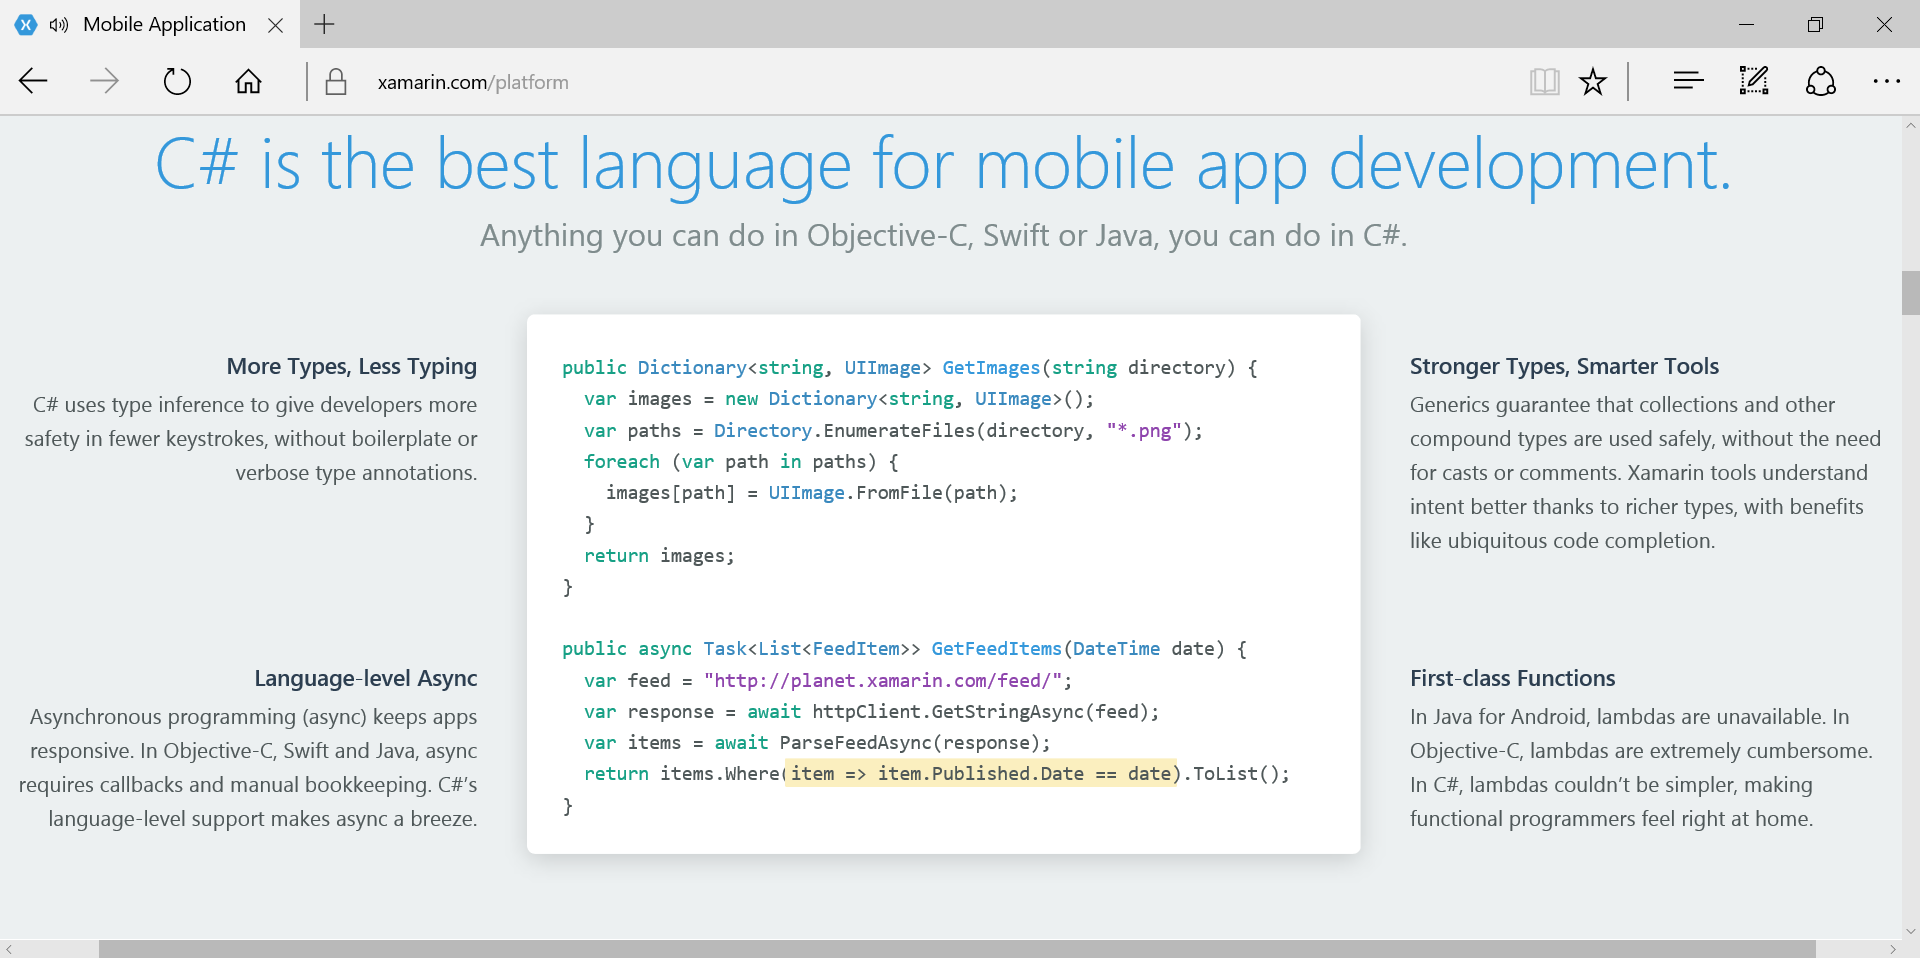 Mobile Application
xamarin.com/platform
C# is the best language for mobile app development.
Anything you can do in Objective-C, Swift or Java, you can do in C#.
More Types, Less Typing
C# uses type inference to give developers more
safety in fewer keystrokes, without boilerplate or
verbose type annotations.
Language-level Async
Asynchronous programming (async) keeps apps
responsive. In Objective-C, Swift and Java, async
requires callbacks and manual bookkeeping. C#’s
language-level support makes async a breeze.
public Dictionary<string, UIImage> GetImages(string directory) {
  var images = new Dictionary<string, UIImage>();
  var paths = Directory.EnumerateFiles(directory, "*.png");
  foreach (var path in paths) {
    images[path] = UIImage.FromFile(path);
  }
  return images;
}
public async Task<List<FeedItem>> GetFeedItems(DateTime date) {
  var feed = "http://planet.xamarin.com/feed/";
  var response = await httpClient.GetStringAsync(feed);
  var items = await ParseFeedAsync(response);
  return items.Where(item => item.Published.Date == date).ToList();
}
Stronger Types, Smarter Tools
Generics guarantee that collections and other
compound types are used safely, without the need
for casts or comments. Xamarin tools understand
intent better thanks to richer types, with benefits
like ubiquitous code completion.
First-class Functions
In Java for Android, lambdas are unavailable. In
Objective-C, lambdas are extremely cumbersome.
In C#, lambdas couldn’t be simpler, making
functional programmers feel right at home.